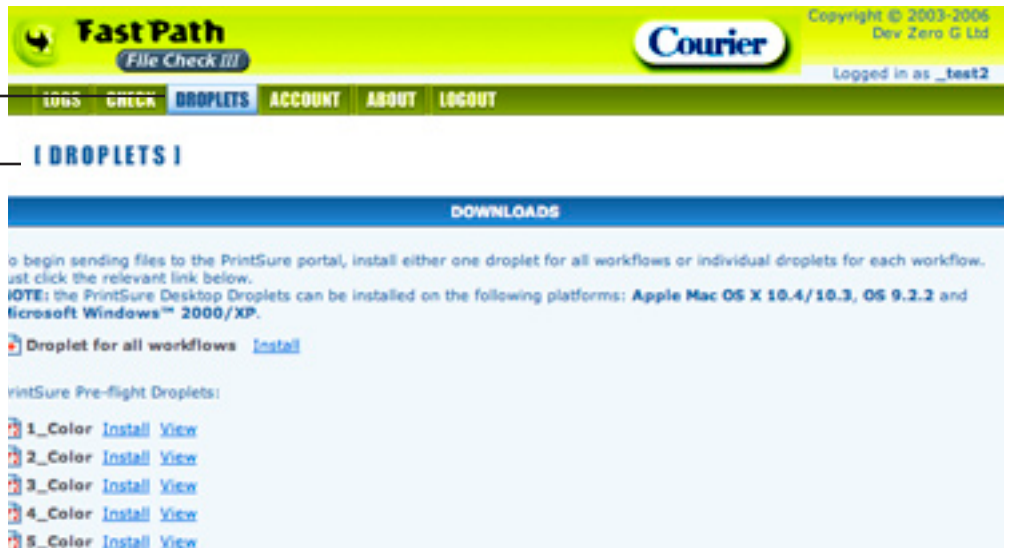 Fast Path
File Check III
Courier
Copyright © 2003-2006
Dev Zero G Ltd
Logged in as _test2
LOGS CHECK DROPLETS ACCOUNT ABOUT LOGOUT
[ DROPLETS ]
DOWNLOADS
o begin sending files to the PrintSure portal, install either one droplet for all workflows or individual droplets for each workflow.
ust click the relevant link below.
NOTE: the PrintSure Desktop Droplets can be installed on the following platforms: Apple Mac OS X 10.4/10.3, OS 9.2.2 and
Microsoft Windows™ 2000/XP.
Droplet for all workflows Install
rintSure Pre-flight Droplets:
1_Color Install View
2_Color Install View
3_Color Install View
4_Color Install View
5_Color Install View